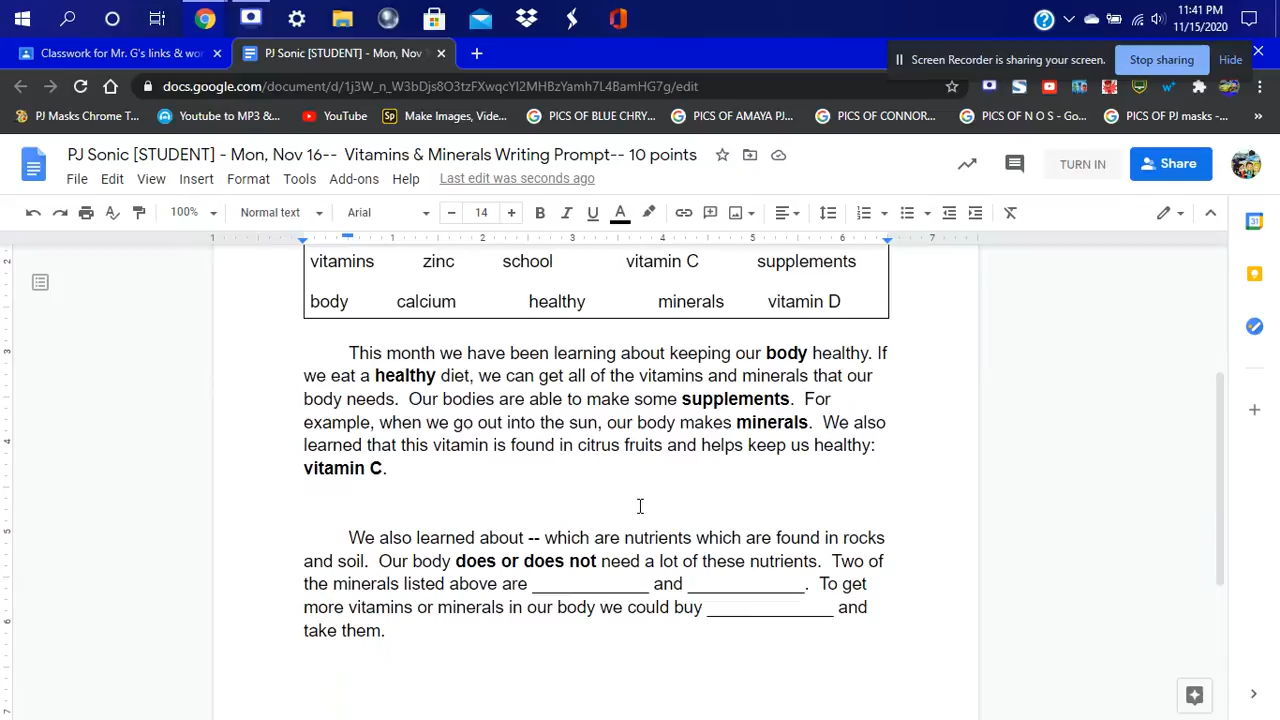 11:41 PM
11/15/2020
Classwork for Mr. G's links & wor
PJ Sonic [STUDENT] - Mon, Nov
Screen Recorder is sharing your screen.
Stop sharing
Hide
docs.google.com/document/d/1j3W_n_W3bDjs8O3tzFXwqcYI2MHBzYamh7L4BamHG7g/edit
PJ Masks Chrome T...
Youtube to MP3 &...
YouTube
Make Images, Vide...
PICS OF BLUE CHRY...
PICS OF AMAYA PJ...
PICS OF CONNOR...
PICS OF N O S - Go...
PICS OF PJ masks -...
PJ Sonic [STUDENT] - Mon, Nov 16-- Vitamins & Minerals Writing Prompt-- 10 points
TURN IN
Share
File Edit View Insert Format Tools Add-ons Help Last edit was seconds ago
100% Normal text Arial 14
1 1 2 3 4 5 6 7
vitamins zinc school vitamin C supplements
body calcium healthy minerals vitamin D
This month we have been learning about keeping our body healthy. If
we eat a healthy diet, we can get all of the vitamins and minerals that our
body needs. Our bodies are able to make some supplements. For
example, when we go out into the sun, our body makes minerals. We also
learned that this vitamin is found in citrus fruits and helps keep us healthy:
vitamin C.
We also learned about -- which are nutrients which are found in rocks
and soil. Our body does or does not need a lot of these nutrients. Two of
the minerals listed above are ____________ and ____________. To get
more vitamins or minerals in our body we could buy _____________ and
take them.